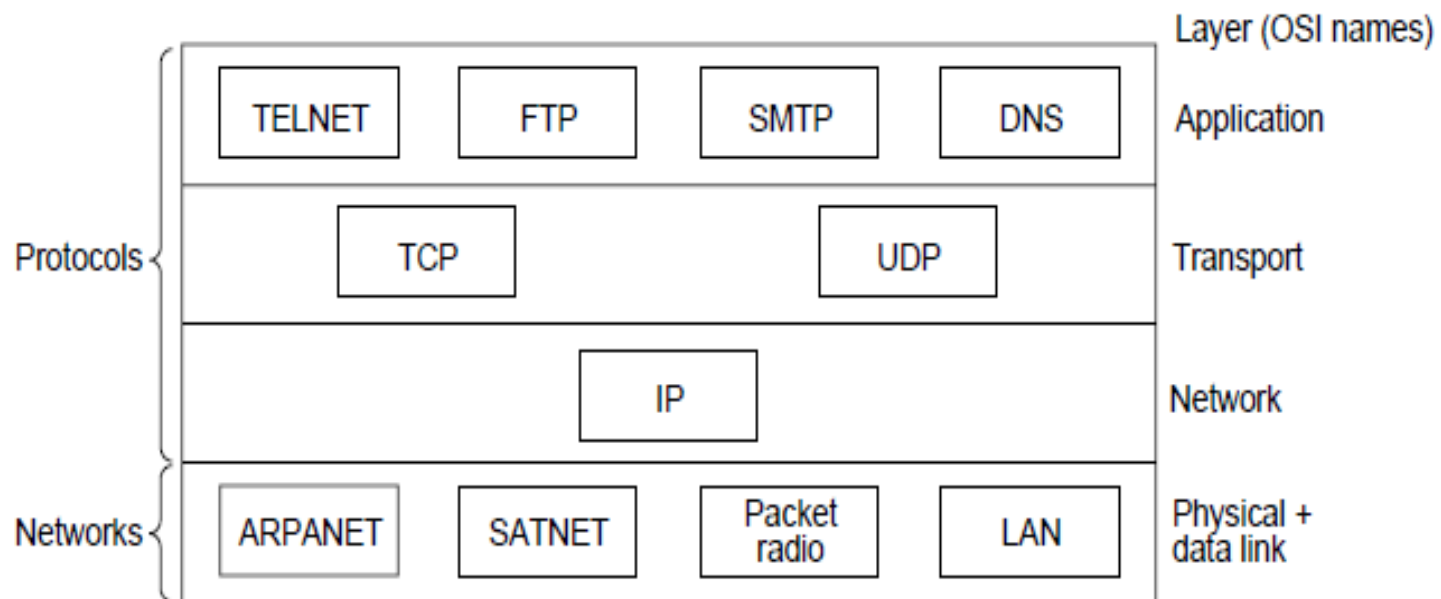 Layer (OSI names)
TELNET FTP SMTP DNS Application
Protocols TCP UDP Transport
IP Network
Networks ARPANET SATNET Packet radio LAN Physical +
data link